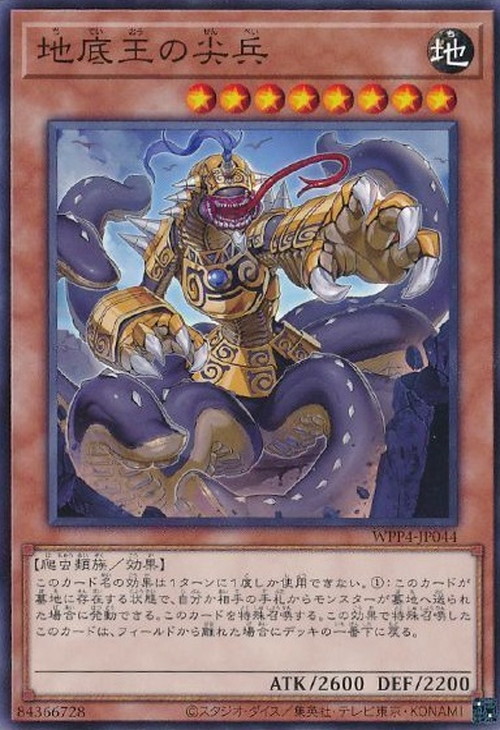 地底王の尖兵
地
WPP4-JP044
【爬虫類族／効果】
このカード名の効果は１ターンに１度しか使用できない。①：このカードが
墓地に存在する状態で、自分か相手の手札からモンスターが墓地へ送られ
た場合に発動できる。このカードを特殊召喚する。この効果で特殊召喚した
このカードは、フィールドから離れた場合にデッキの一番下に戻る。
ATK/2600 DEF/2200
84366728 ©スタジオ・ダイス／集英社・テレビ東京・KONAMI